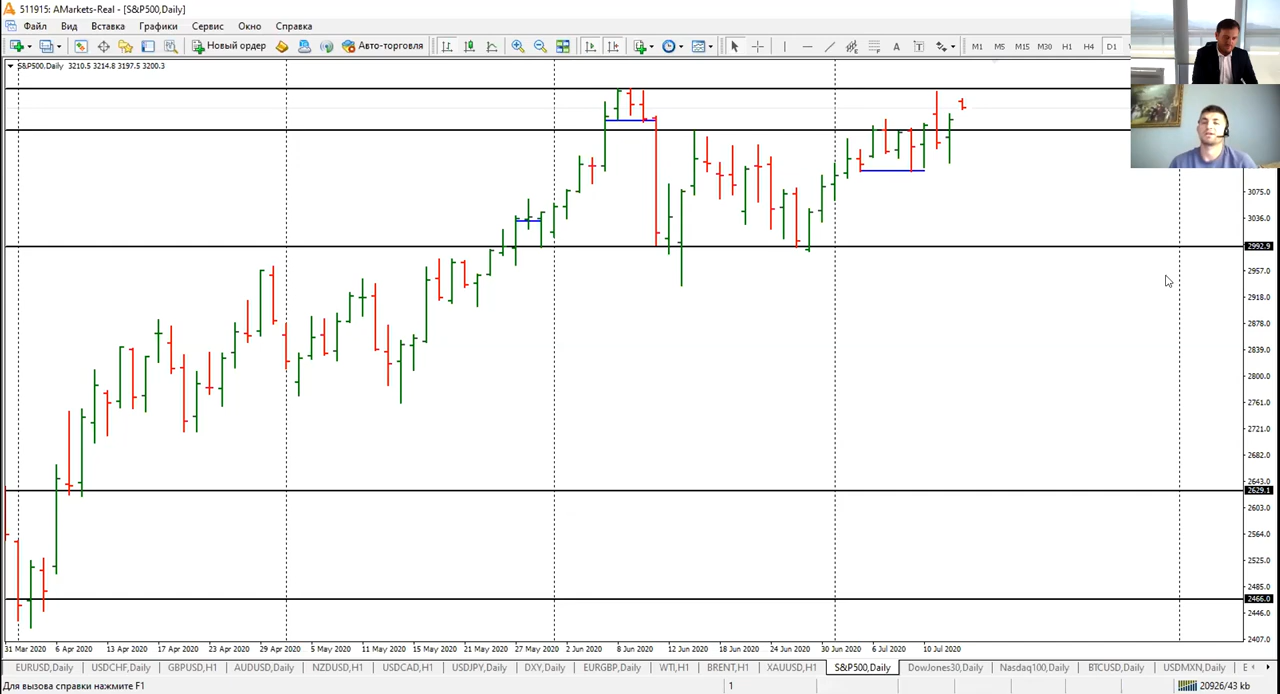 511915: AMarkets-Real - [S&P500,Daily]
Файл Вид Вставка Графики Сервис Окно Справка
Новый ордер Авто-торговля A T M1 M5 M15 M30 H1 H4 D1
S&P500.Daily 3210.5 3214.8 3197.5 3200.3
3075.0
3036.0
2992.9
2957.0
2918.0
2878.0
2839.0
2800.0
2761.0
2721.0
2682.0
2643.0
2629.1
2603.0
2564.0
2525.0
2485.0
2466.0
2446.0
2407.0
31 Mar 2020 6 Apr 2020 13 Apr 2020 17 Apr 2020 23 Apr 2020 29 Apr 2020 5 May 2020 11 May 2020 15 May 2020 21 May 2020 27 May 2020 2 Jun 2020 8 Jun 2020 12 Jun 2020 18 Jun 2020 24 Jun 2020 30 Jun 2020 6 Jul 2020 10 Jul 2020
EURUSD,Daily USDCHF,Daily GBPUSD,H1 AUDUSD,Daily NZDUSD,H1 USDCAD,H1 USDJPY,Daily DXY,Daily EURGBP,Daily WTI,H1 BRENT,H1 XAUUSD,H1 S&P500,Daily DowJones30,Daily Nasdaq100,Daily BTCUSD,Daily USDMXN,Daily E
Для вызова справки нажмите F1 1 20926/43 kb